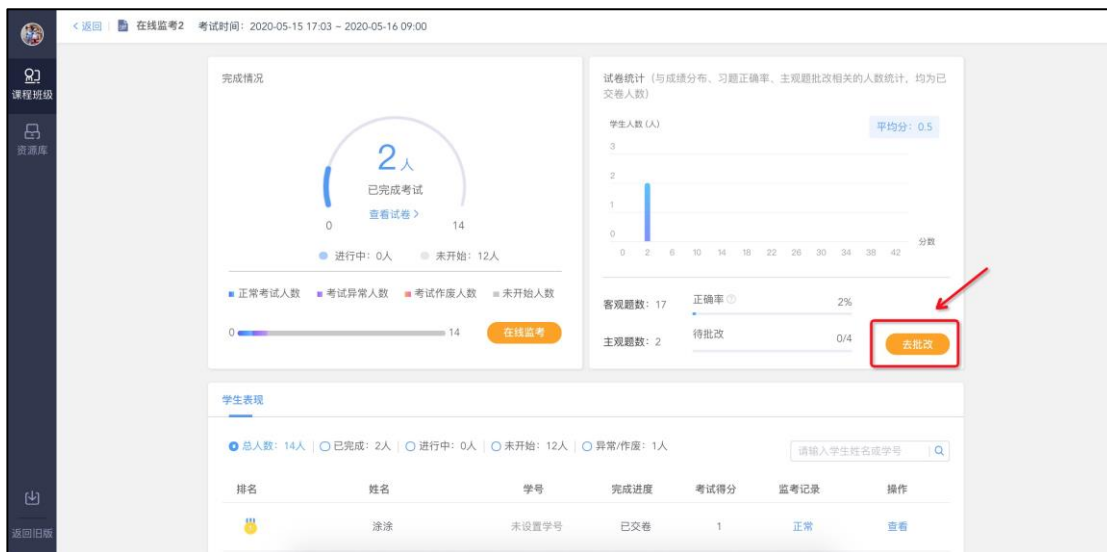 返回
在线监考2 考试时间: 2020-05-15 17:03 ~ 2020-05-16 09:00
课程班级
资源库
返回旧版
完成情况
2人
已完成考试
查看试卷
0 14
进行中: 0人 未开始: 12人
正常考试人数 考试异常人数 考试作废人数 未开始人数
0 14 在线监考
试卷统计 (与成绩分布、习题正确率、主观题批改相关的人数统计, 均为已
交卷人数)
学生人数 (人)
平均分: 0.5
3
2
1
0
分数
0 2 6 10 14 18 22 26 30 34 38 42
客观题数: 17 正确率 2%
主观题数: 2 待批改 0/4 去批改
学生表现
总人数: 14人 已完成: 2人 进行中: 0人 未开始: 12人 异常/作废: 1人
请输入学生姓名或学号
排名 姓名 学号 完成进度 考试得分 监考记录 操作
涂涂 未设置学号 已交卷 1 正常 查看